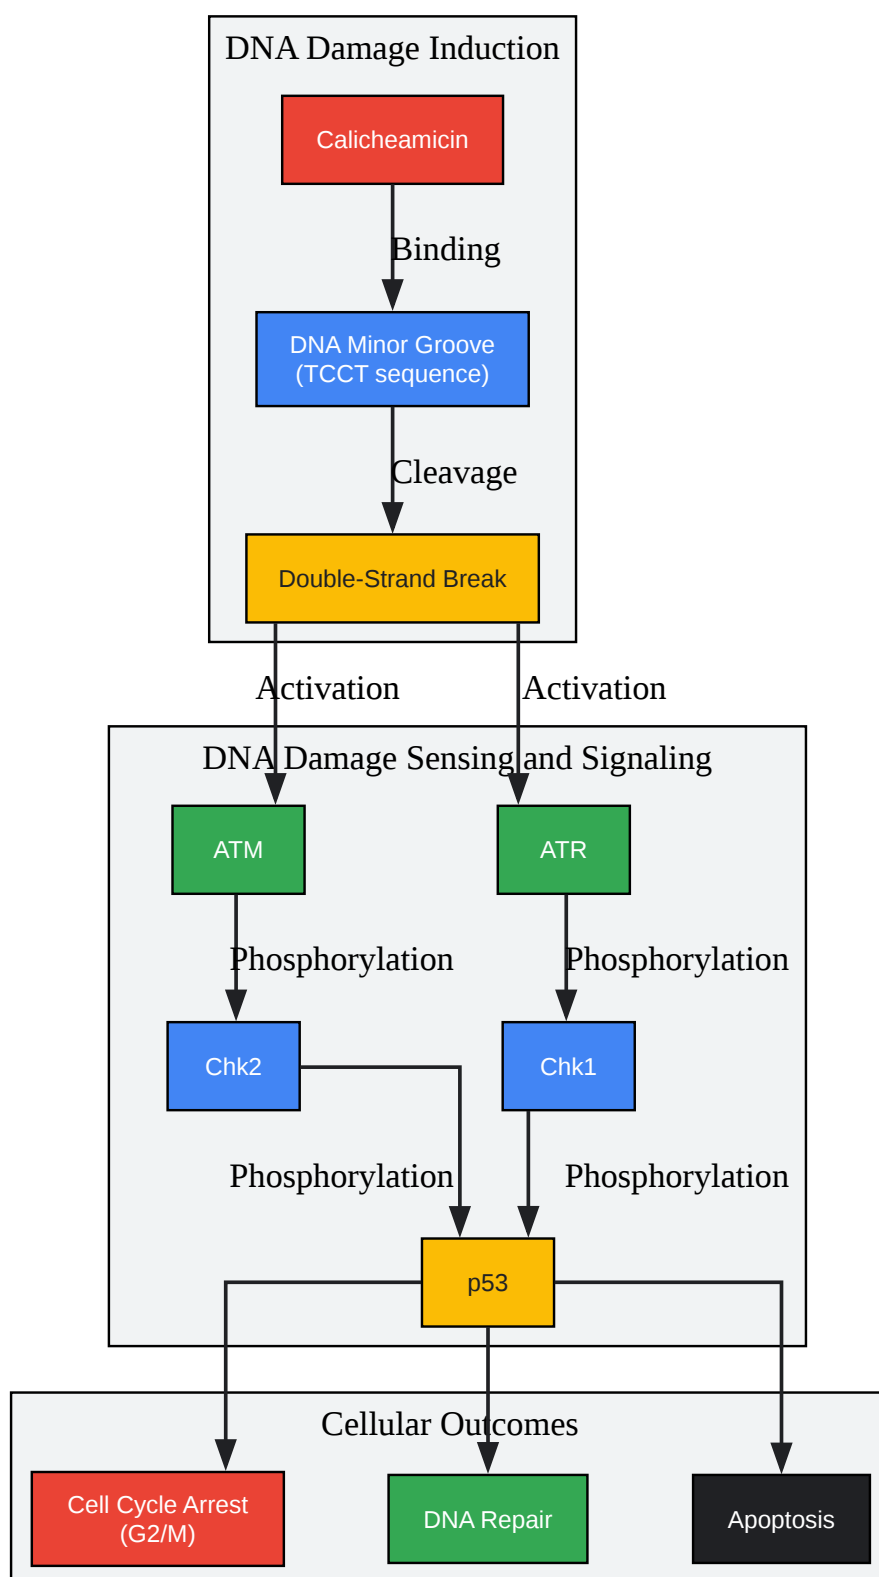 DNA Damage Induction
Calicheamicin
Binding
DNA Minor Groove
(TCCT sequence)
Cleavage
Double-Strand Break
Activation
Activation
DNA Damage Sensing and Signaling
ATM
ATR
Phosphorylation
Phosphorylation
Chk2
Chk1
Phosphorylation
Phosphorylation
p53
Cellular Outcomes
Cell Cycle Arrest
(G2/M)
DNA Repair
Apoptosis